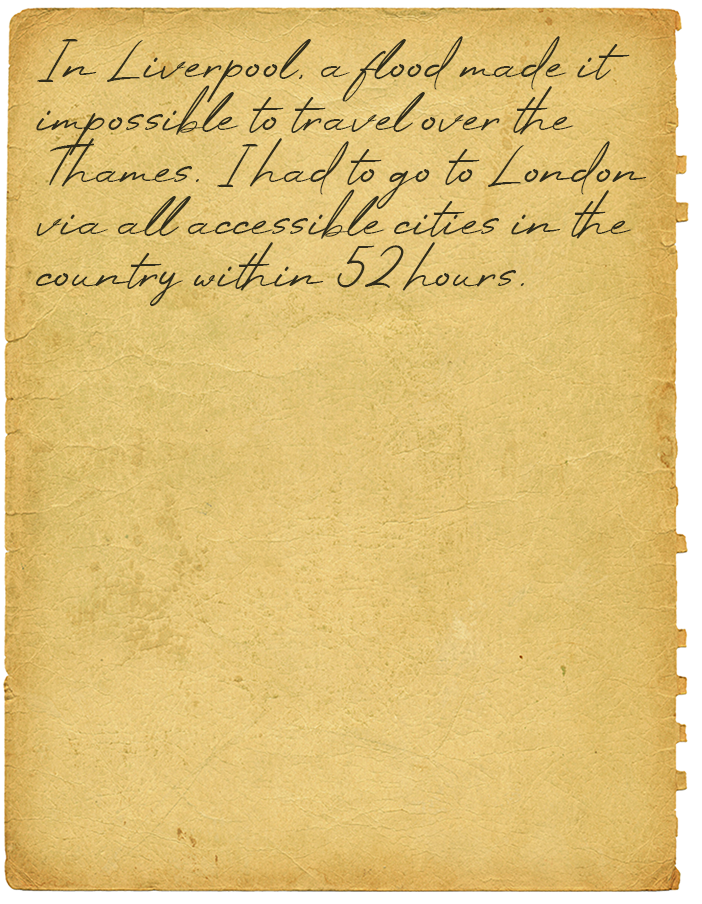 In Liverpool, a flood made it
impossible to travel over the
Thames. I had to go to London
via all accessible cities in the
country within 52 hours.